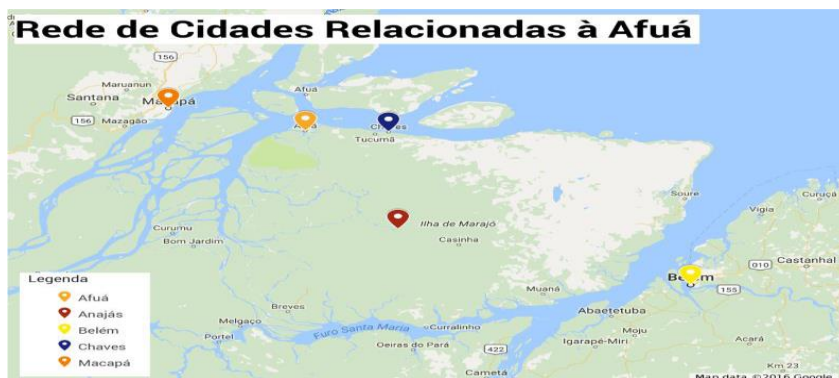 Rede de Cidades Relacionadas à Afuá
156
Maruanun
Santana
Macapá
156
Mazagão
Afuá
Afuá
Chaves
Tucumã
Soure
Vigia
Curuçá
Ilha de Marajó
Casinha
Curumu
Bom Jardim
Belém
010
Castanhal
155
Muaná
Legenda
Afuá
Anajás
Belém
Chaves
Macapá
Breves
Melgaço
Portel
Furo Santa Maria
Curralinho
Oeiras do Pará
422
Cametá
Abaetetuba
Moju
Igarapé-Miri
Acará
Km 23
Map data ©2016 Google